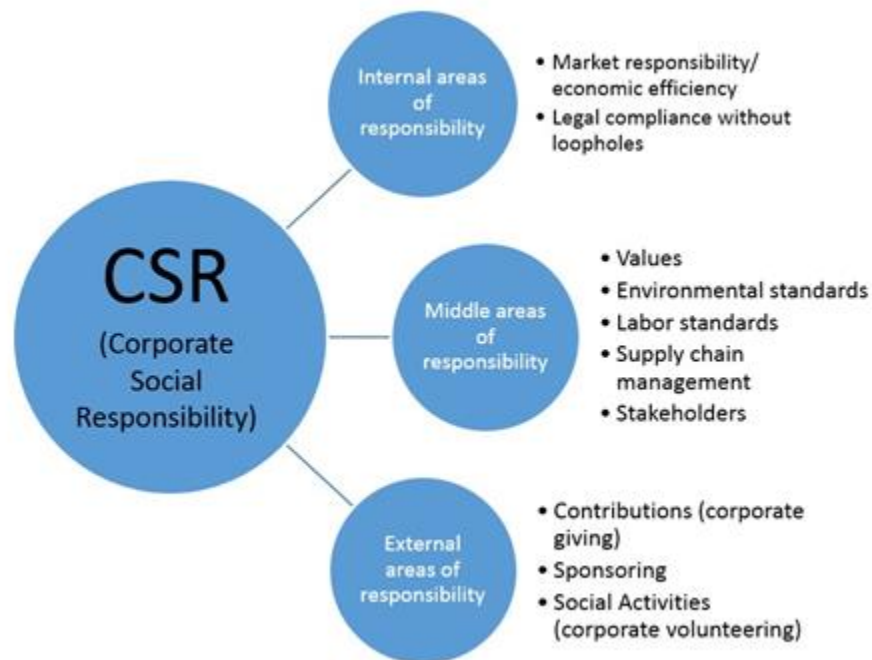 CSR
(Corporate
Social
Responsibility)
Internal areas
of
responsibility
• Market responsibility/
economic efficiency
• Legal compliance without
loopholes
Middle areas
of
responsibility
• Values
• Environmental standards
• Labor standards
• Supply chain
management
• Stakeholders
External
areas of
responsibility
• Contributions (corporate
giving)
• Sponsoring
• Social Activities
(corporate volunteering)